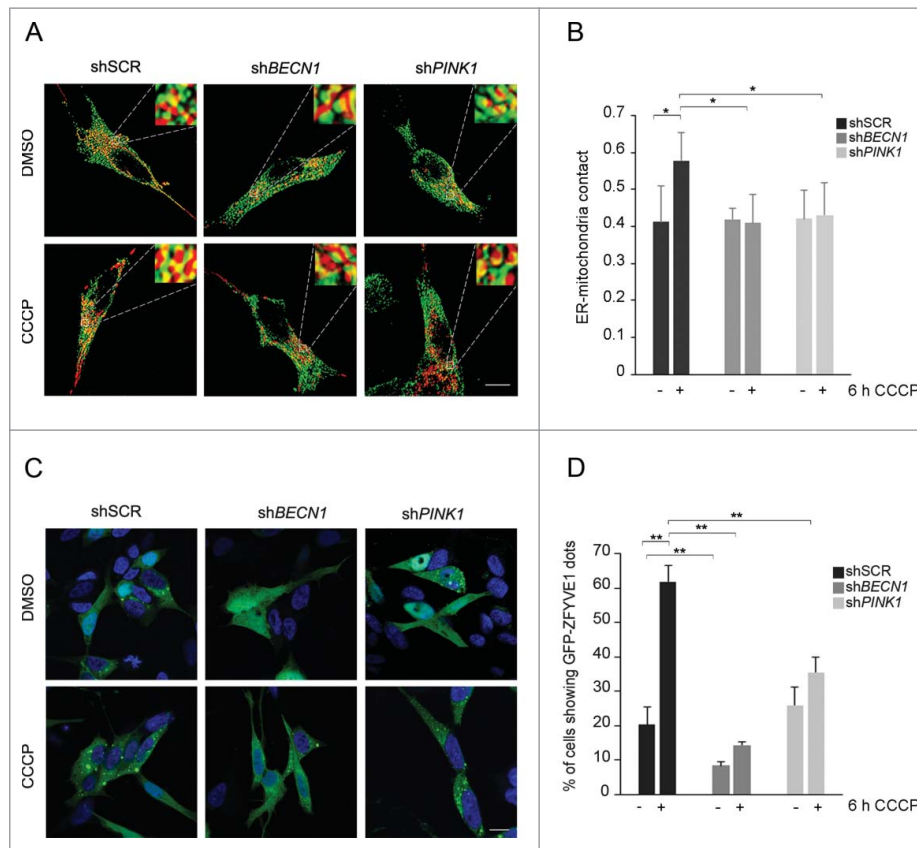 A
shSCR shBECN1 shPINK1
DMSO
CCCP
B
* * *
0.7
0.6
0.5
0.4
0.3
0.2
0.1
0
ER-mitochondria contact
shSCR
shBECN1
shPINK1
- + - + - + 6 h CCCP
C
shSCR shBECN1 shPINK1
DMSO
CCCP
D
**
**
** **
70
60
50
40
30
20
10
0
% of cells showing GFP-ZFYVE1 dots
shSCR
shBECN1
shPINK1
- + - + - + 6 h CCCP